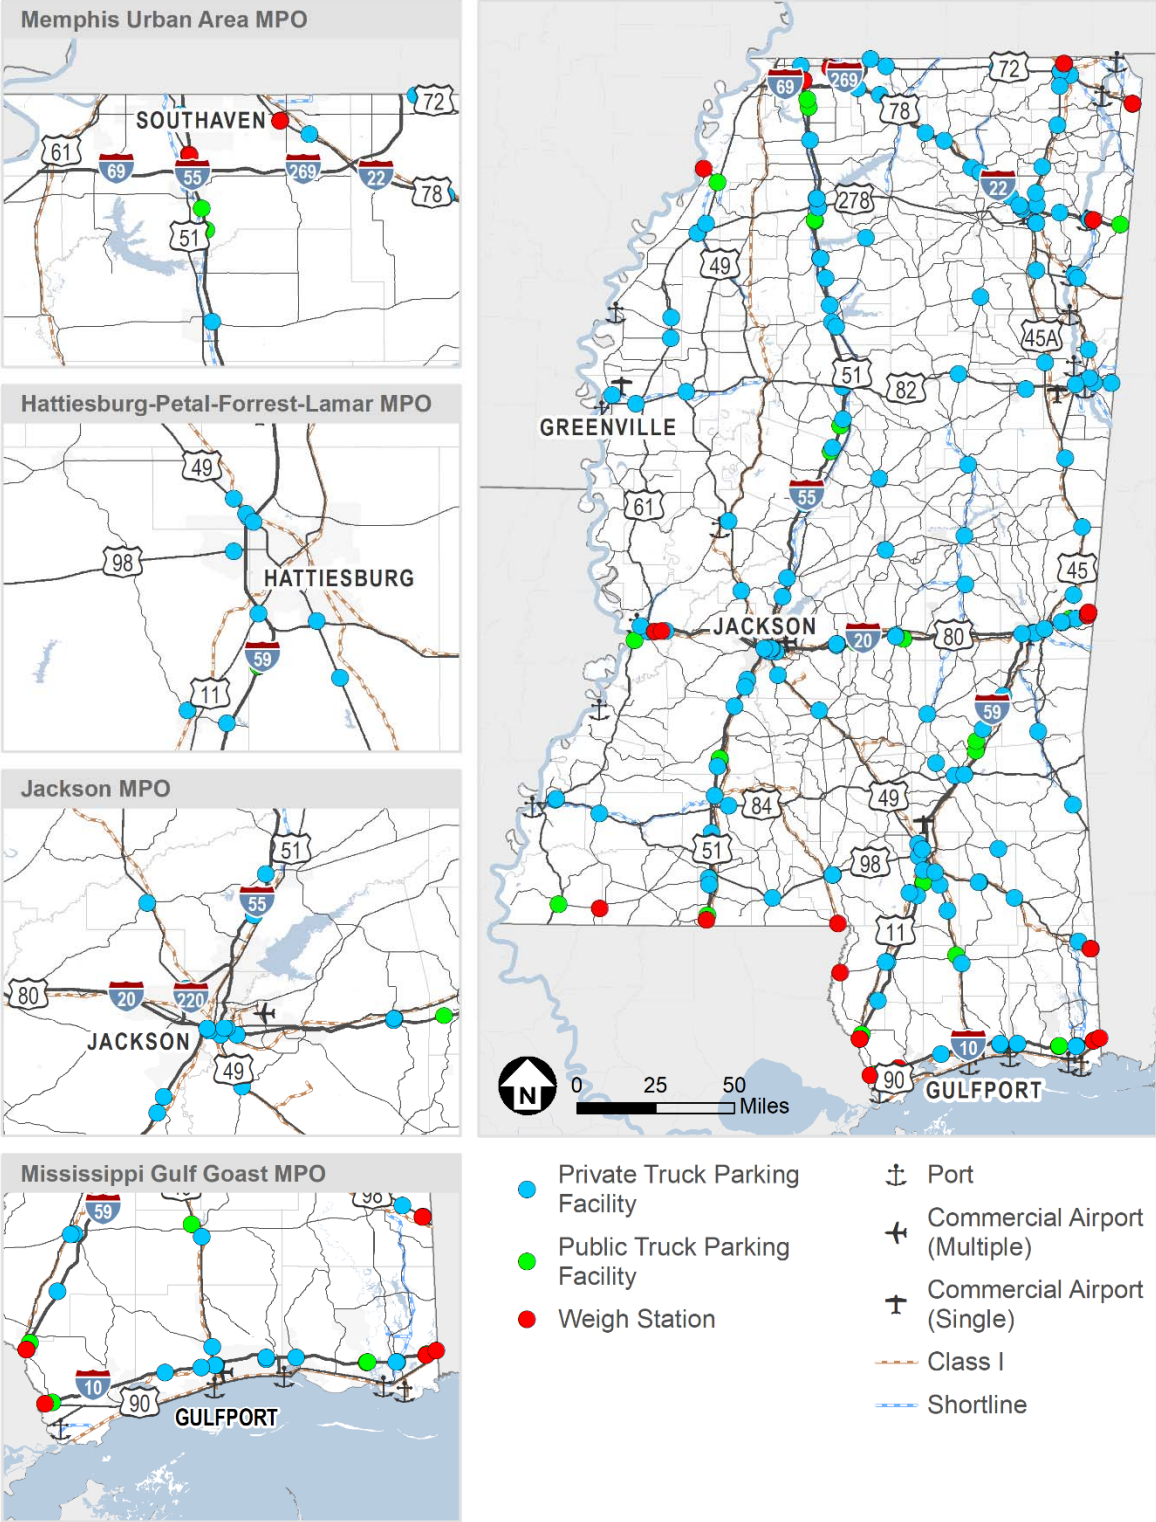 Memphis Urban Area MPO
SOUTHAVEN
72
61
69
55
269
22
78
51
Hattiesburg-Petal-Forrest-Lamar MPO
49
98
HATTIESBURG
59
11
Jackson MPO
51
55
80
20
220
JACKSON
49
Mississippi Gulf Goast MPO
59
98
10
90
GULFPORT
69
269
72
78
22
278
49
45A
51
82
GREENVILLE
55
61
45
JACKSON
20
80
59
49
84
51
98
11
10
90
GULFPORT
N
0 25 50
Miles
Private Truck Parking
Facility
Public Truck Parking
Facility
Weigh Station
Port
Commercial Airport
(Multiple)
Commercial Airport
(Single)
Class I
Shortline